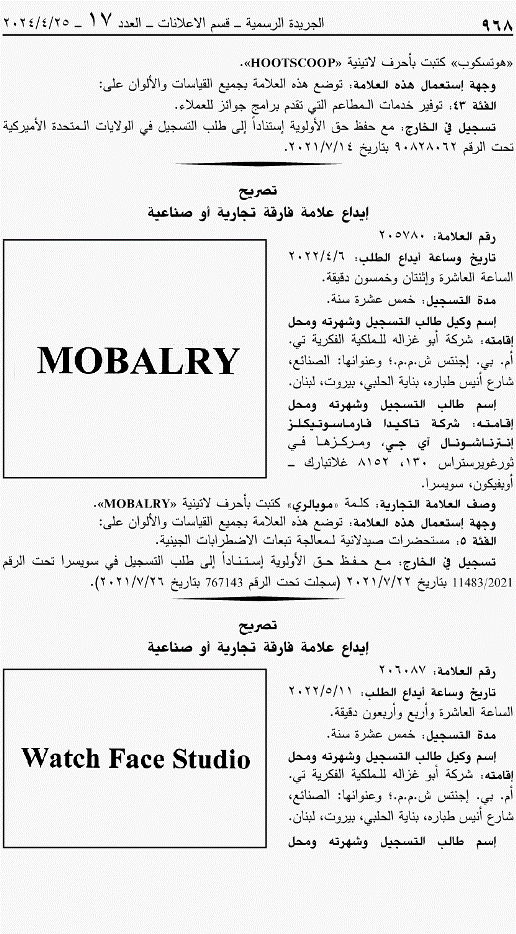 ٩٦٨ الجريدة الرسمية ــ قسم الاعلانات ــ العدد ١٧ ــ ٢٠٢٤/٤/٢٥
«هوتسكوب» كتبت بأحرف لاتينية «HOOTSCOOP».
وجهة إستعمال هذه العلامة: توضع هذه العلامة بجميع القياسات والألوان على:
الفئة ٤٣: توفير خدمات المطاعم التي تقدم برامج جوائز للعملاء.
تسجيل في الخارج: مع حفظ حق الأولوية إستناداً إلى طلب التسجيل في الولايات المتحدة الأميركية
تحت الرقم ٩٠٨٢٨٠٦٢ بتاريخ ٢٠٢١/٧/١٤.
تصريح
إيداع علامة فارقة تجارية أو صناعية
رقم العلامة: ٢٠٥٧٨٠
تاريخ وساعة أيداع الطلب: ٢٠٢٢/٤/٦
الساعة العاشرة وإثنتان وخمسون دقيقة.
مدة التسجيل: خمس عشرة سنة.
إسم وكيل طالب التسجيل وشهرته ومحل
إقامته: شركة أبو غزاله للملكية الفكرية تي.
أم. بي. إجنتس ش.م.م.؛ وعنوانها: الصنائع،
شارع أنيس طباره، بناية الحلبي، بيروت، لبنان.
إسم طالب التسجيل وشهرته ومحل
إقامته: شركة تاكيدا فارماسوتيكلز
إنترناشونال آي جي، ومركزها في
ثورغوبرستراس ١٣٠، ٨١٥٢ غلاتبارك ــ
أوبفيكون، سويسرا.
MOBALRY
وصف العلامة التجارية: كلمة «موبالري» كتبت بأحرف لاتينية «MOBALRY».
وجهة إستعمال هذه العلامة: توضع هذه العلامة بجميع القياسات والألوان على:
الفئة ٥: مستحضرات صيدلانية لمعالجة تبعات الاضطرابات الجينية.
تسجيل في الخارج: مع حفظ حق الأولوية إستناداً إلى طلب التسجيل في سويسرا تحت الرقم
11483/2021 بتاريخ ٢٠٢١/٧/٢٢ (سجلت تحت الرقم 767143 بتاريخ ٢٠٢١/٧/٢٦).
تصريح
إيداع علامة فارقة تجارية أو صناعية
رقم العلامة: ٢٠٦٠٨٧
تاريخ وساعة أيداع الطلب: ٢٠٢٢/٥/١١
الساعة العاشرة وأربع وأربعون دقيقة.
مدة التسجيل: خمس عشرة سنة.
إسم وكيل طالب التسجيل وشهرته ومحل
إقامته: شركة أبو غزاله للملكية الفكرية تي.
أم. بي. إجنتس ش.م.م.؛ وعنوانها: الصنائع،
شارع أنيس طباره، بناية الحلبي، بيروت، لبنان.
إسم طالب التسجيل وشهرته ومحل
Watch Face Studio